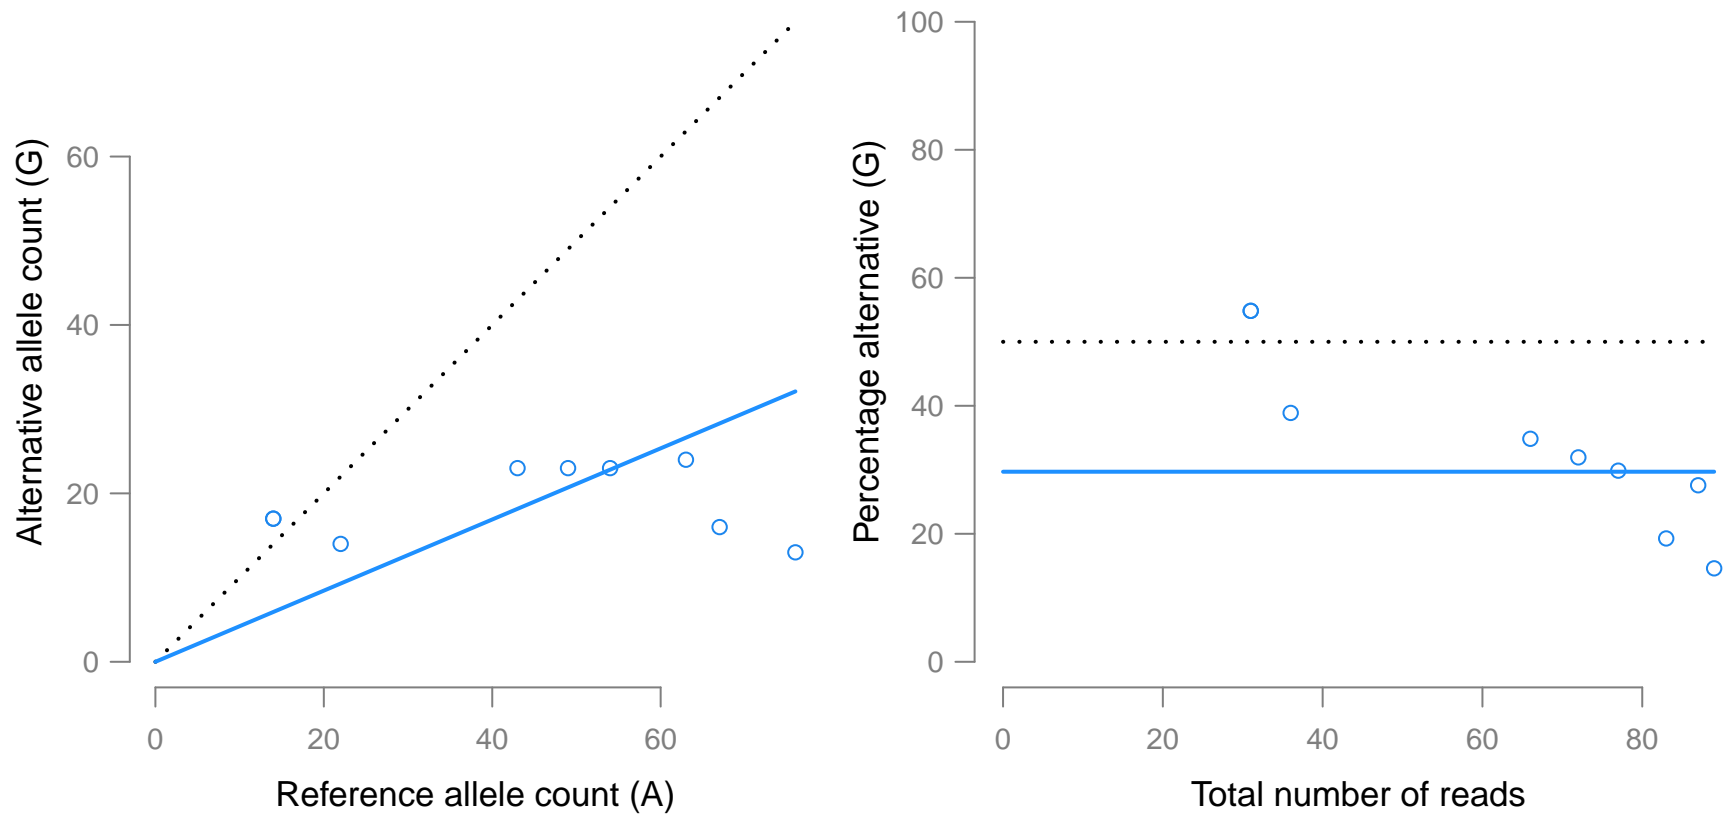 Alternative allele count (G)
60
40
20
0
0 20 40 60
Reference allele count (A)
Percentage alternative (G)
100
80
60
40
20
0
0 20 40 60 80
Total number of reads